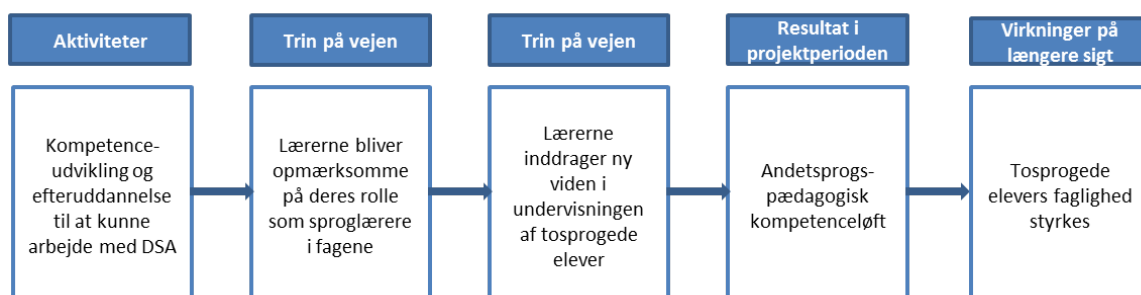 Aktiviteter
Trin på vejen
Trin på vejen
Resultat i
projektperioden
Virkninger på
længere sigt
Kompetence-
udvikling og
efteruddannelse
til at kunne
arbejde med DSA
Lærerne bliver
opmærksomme
på deres rolle
som sproglærere
i fagene
Lærerne
inddrager ny
viden i
undervisningen
af tosprogede
elever
Andetsprogs-
pædagogisk
kompetenceløft
Tosprogede
elevers faglighed
styrkes